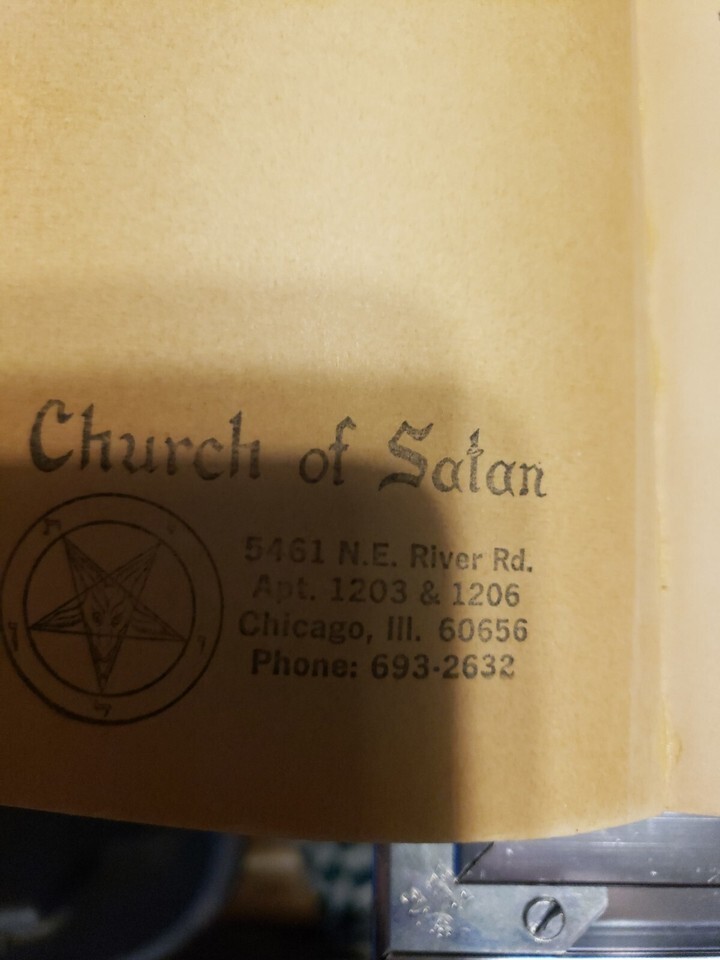 Church of Satan
5461 N.E. River Rd.
Apt. 1203 & 1206
Chicago, Ill. 60656
Phone: 693-2632